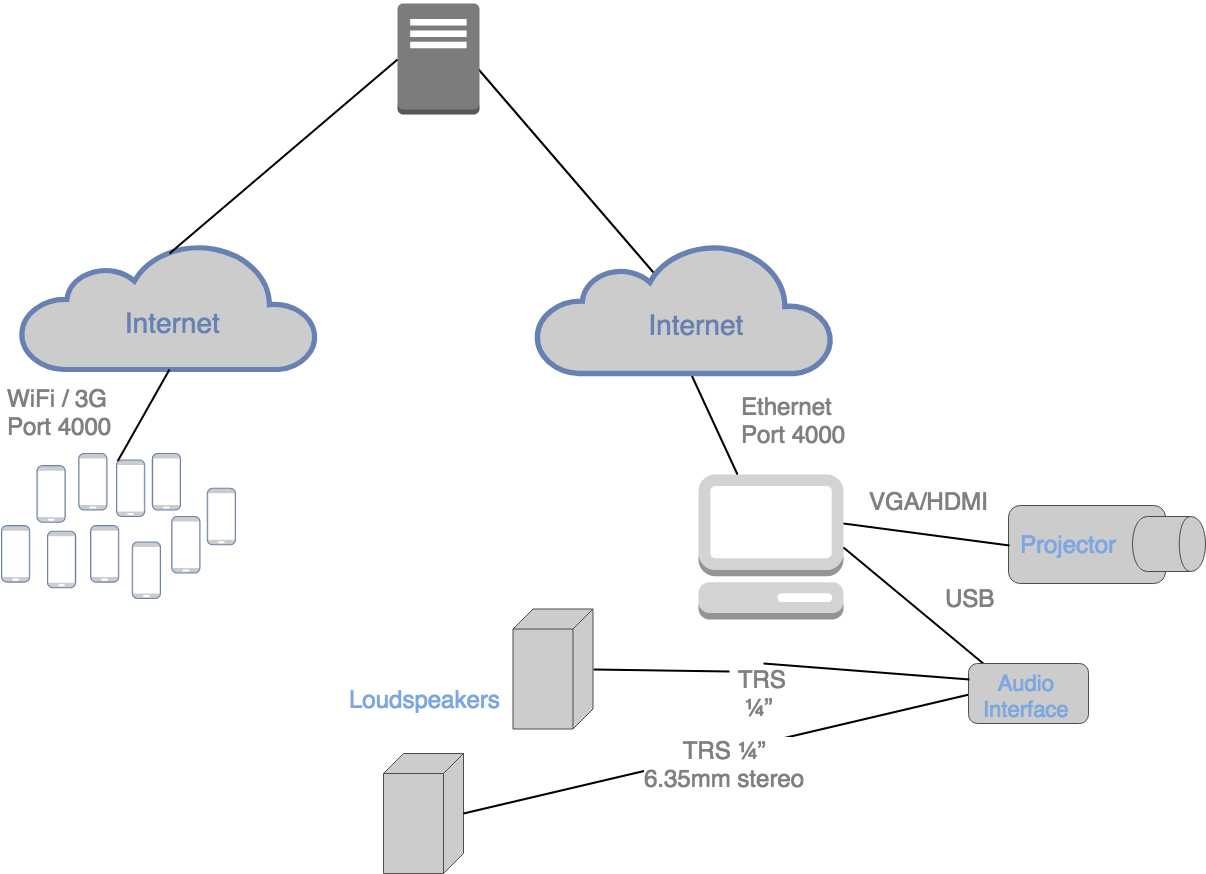 Internet
Internet
WiFi / 3G
Port 4000
Ethernet
Port 4000
VGA/HDMI
Projector
USB
Loudspeakers
TRS
¼”
Audio
Interface
TRS ¼”
6.35mm stereo